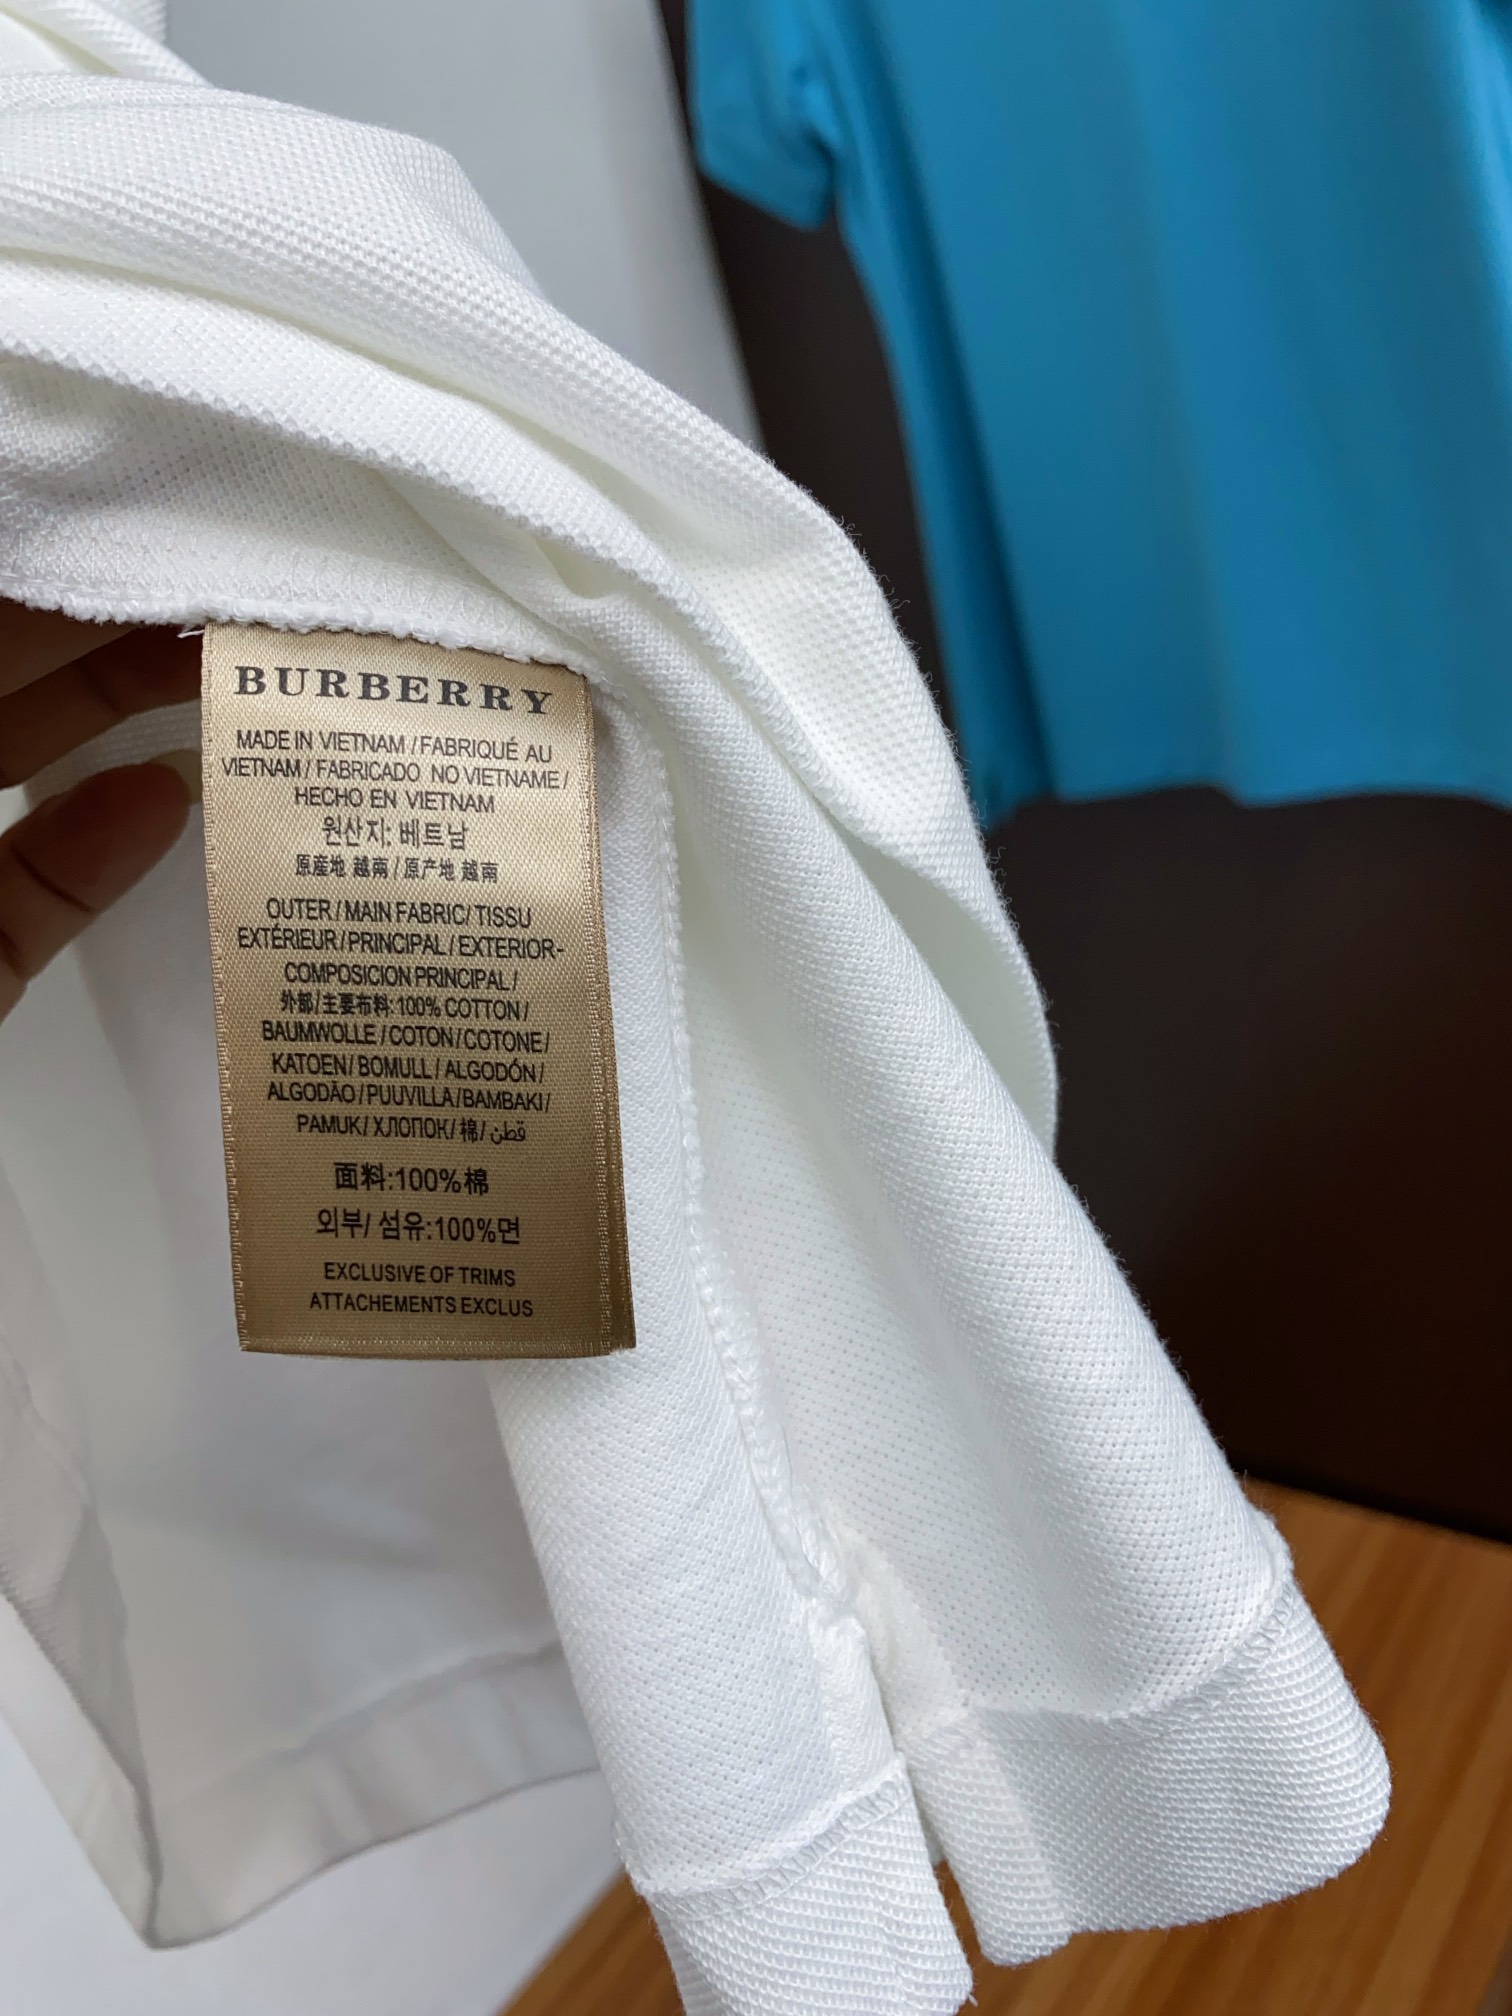 BURBERRY
MADE IN VIETNAM / FABRIQUÉ AU
VIETNAM / FABRICADO NO VIETNAME /
HECHO EN VIETNAM
원산지: 베트남
原産地 越南 / 原产地 越南
OUTER / MAIN FABRIC / TISSU
EXTÉRIEUR / PRINCIPAL / EXTERIOR-
COMPOSICION PRINCIPAL /
外部 / 主要布料: 100% COTTON /
BAUMWOLLE / COTON / COTONE /
KATOEN / BOMULL / ALGODÓN /
ALGODÃO / PUUVILLA / BAMBAKI /
PAMUK / ХЛОПОК / 棉 / قطن
面料:100%棉
외부/ 섬유:100%면
EXCLUSIVE OF TRIMS
ATTACHEMENTS EXCLUS